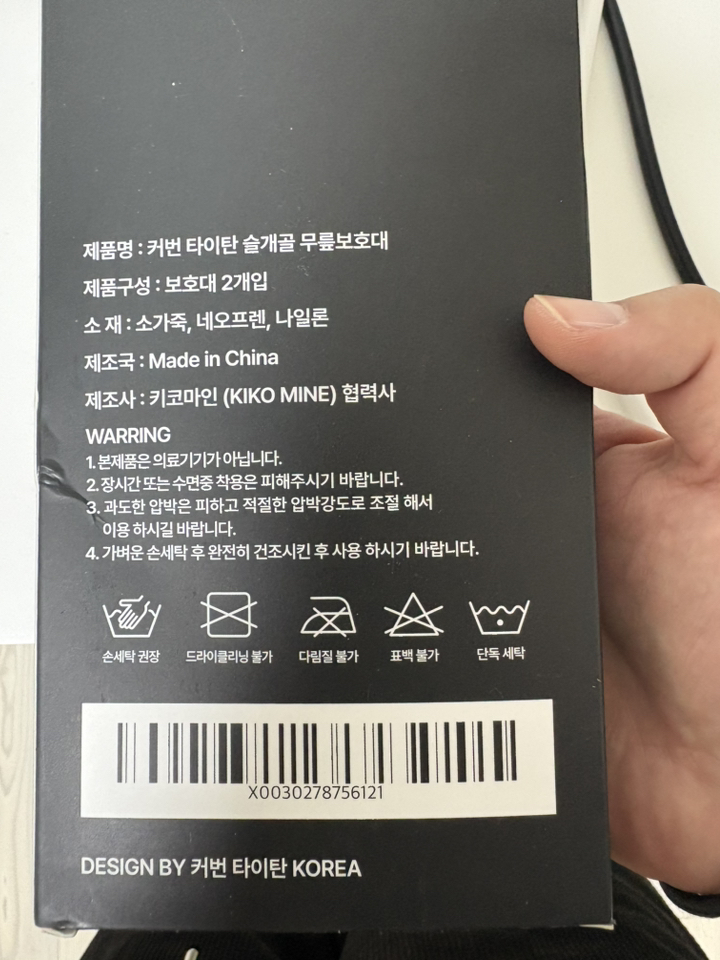 제품명 : 커번 타이탄 슬개골 무릎보호대
제품구성 : 보호대 2개입
소 재 : 소가죽, 네오프렌, 나일론
제조국 : Made in China
제조사 : 키코마인 (KIKO MINE) 협력사
WARRING
1. 본제품은 의료기기가 아닙니다.
2. 장시간 또는 수면중 착용은 피해주시기 바랍니다.
3. 과도한 압박은 피하고 적절한 압박강도로 조절 해서
이용 하시길 바랍니다.
4. 가벼운 손세탁 후 완전히 건조시킨 후 사용 하시기 바랍니다.
손세탁 권장 드라이클리닝 불가 다림질 불가 표백 불가 단독 세탁
X0030278756121
DESIGN BY 커번 타이탄 KOREA